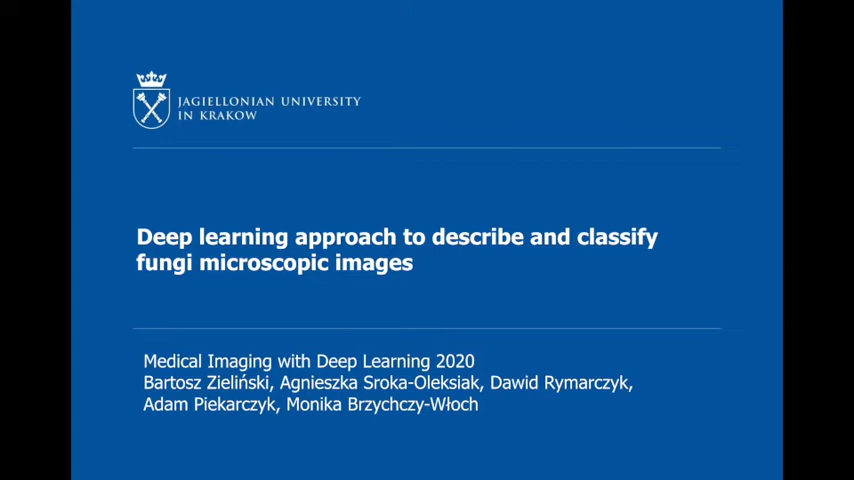 JAGIELLONIAN UNIVERSITY
IN KRAKOW
Deep learning approach to describe and classify
fungi microscopic images
Medical Imaging with Deep Learning 2020
Bartosz Zieliński, Agnieszka Sroka-Oleksiak, Dawid Rymarczyk,
Adam Piekarczyk, Monika Brzychczy-Włoch